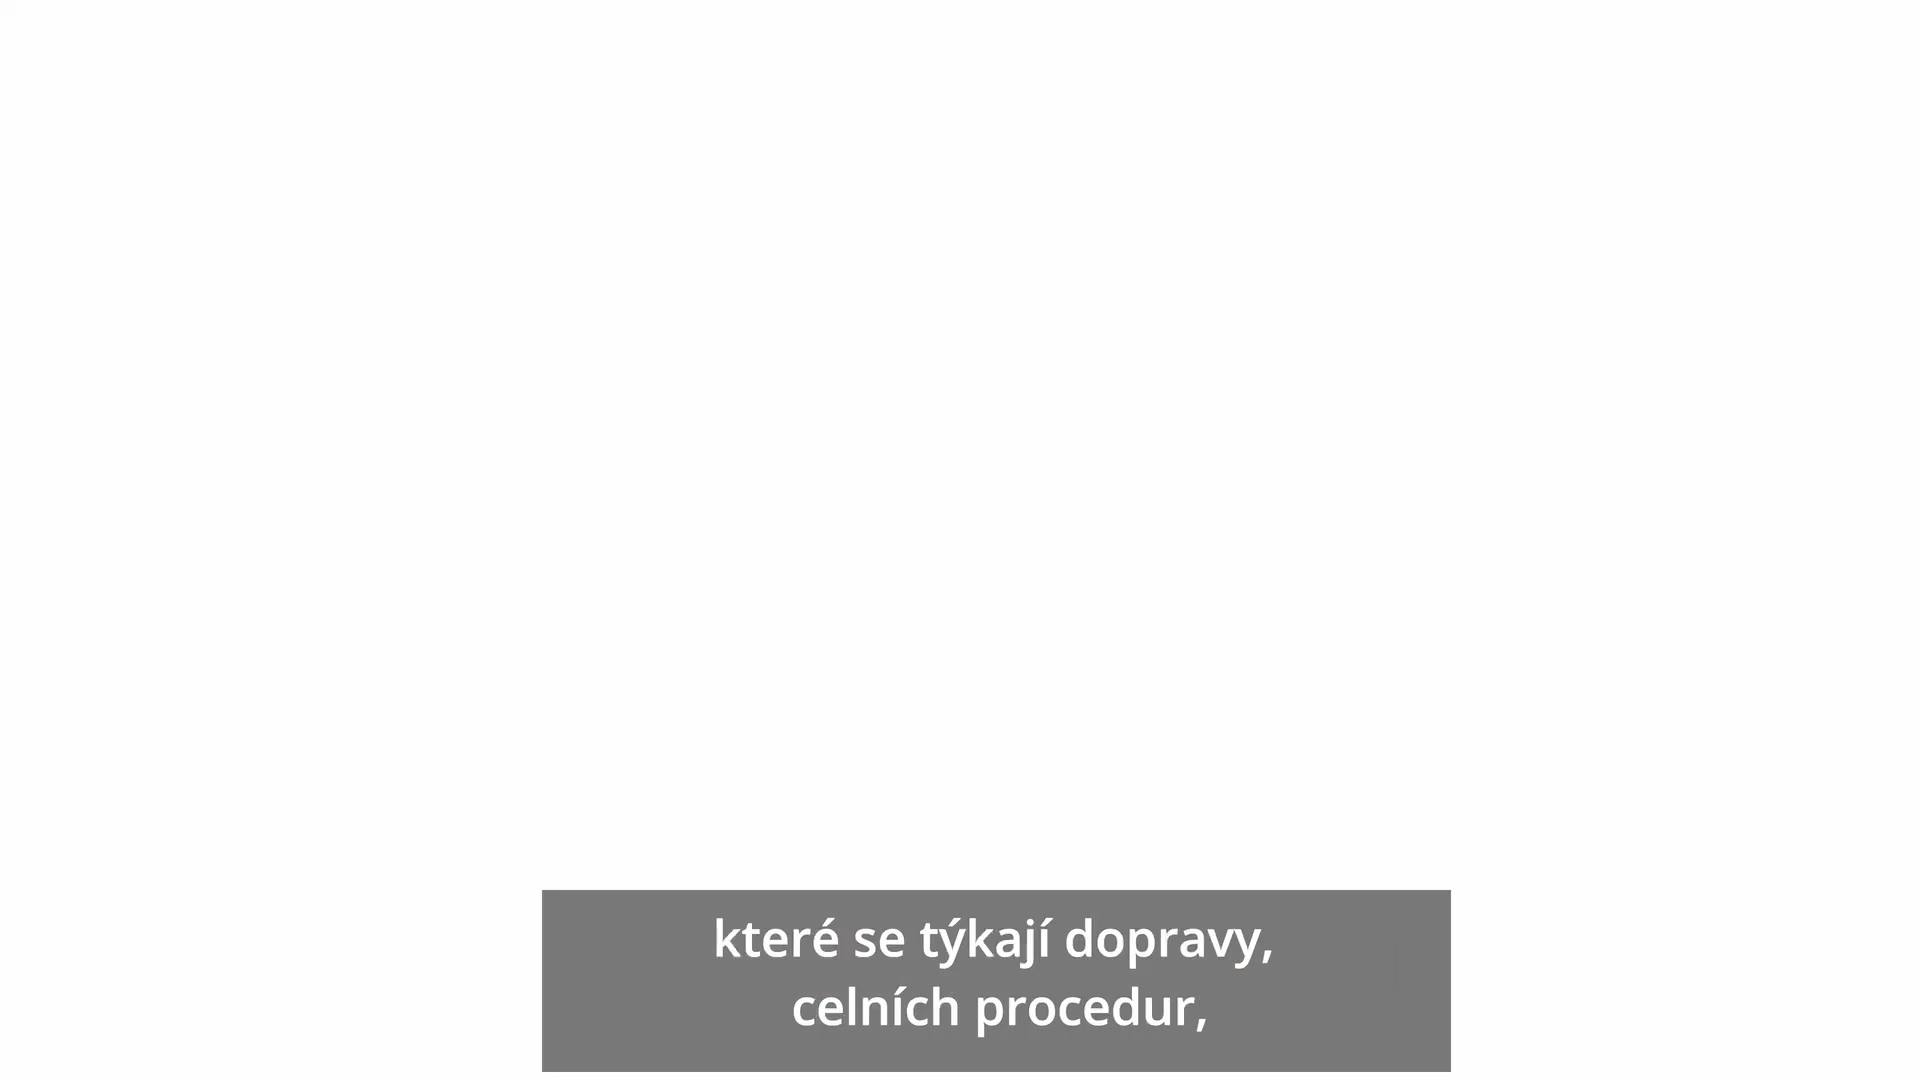 které se týkají dopravy,
celních procedur,